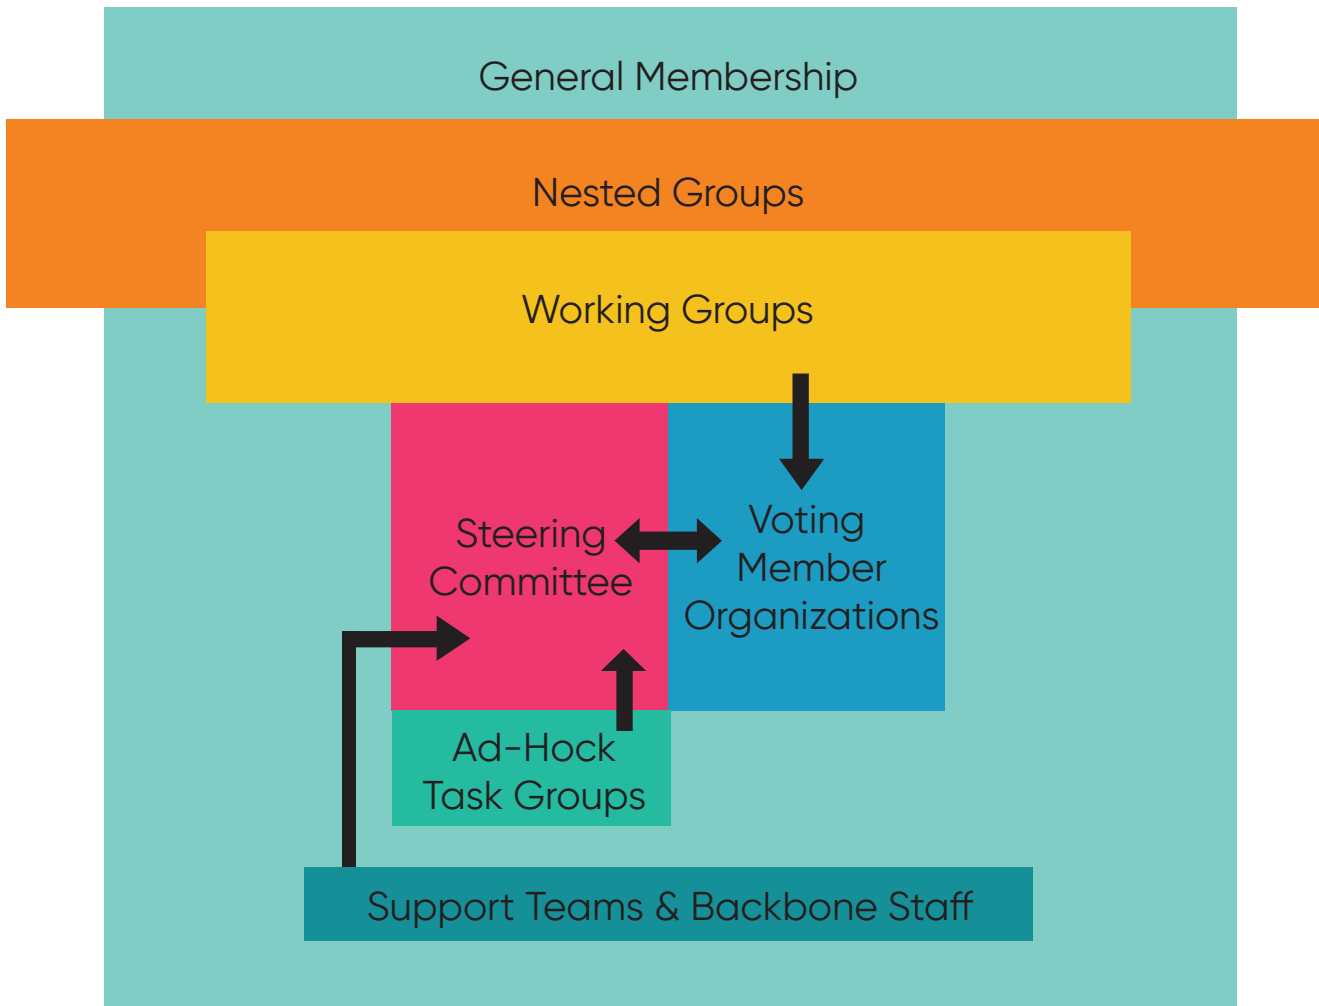 General Membership
Nested Groups
Working Groups
Steering
Committee
Voting
Member
Organizations
Ad-Hock
Task Groups
Support Teams & Backbone Staff